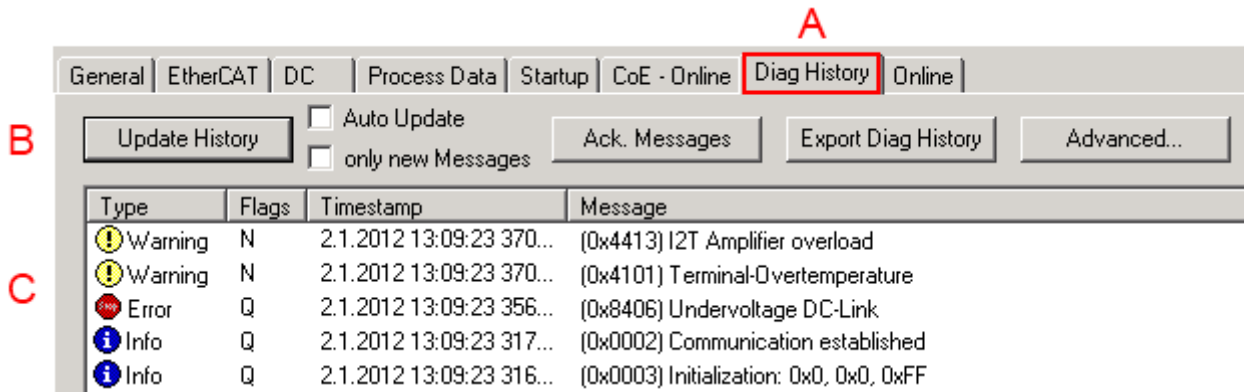 A
General EtherCAT DC Process Data Startup CoE - Online Diag History Online
B
Update History Auto Update Ack. Messages Export Diag History Advanced...
only new Messages
Type Flags Timestamp Message
Warning N 2.1.2012 13:09:23 370... (0x4413) I2T Amplifier overload
C
Warning N 2.1.2012 13:09:23 370... (0x4101) Terminal-Overtemperature
Error Q 2.1.2012 13:09:23 356... (0x8406) Undervoltage DC-Link
Info Q 2.1.2012 13:09:23 317... (0x0002) Communication established
Info Q 2.1.2012 13:09:23 316... (0x0003) Initialization: 0x0, 0x0, 0xFF